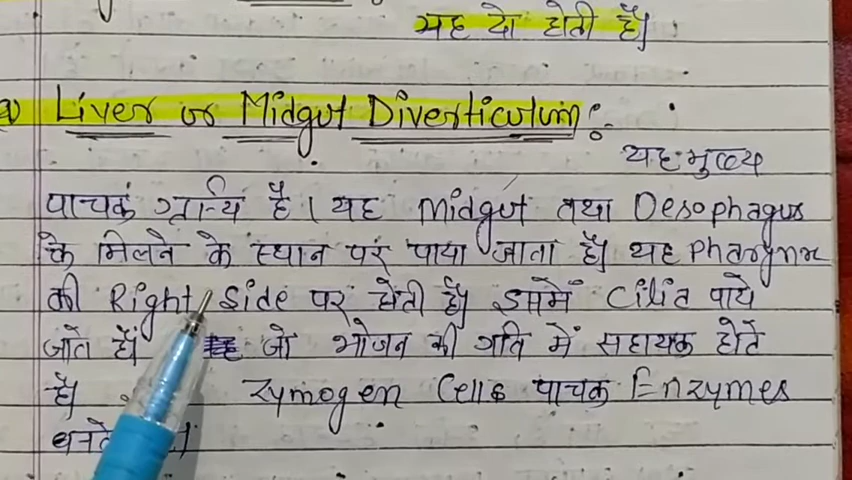 यह दो होती हैं।
a) Liver or Midgut Diverticulum:-
यह मुख्य
पाचक ग्रन्थि है। यह Midgut तथा Oesophagus
के मिलने के स्थान पर पाया जाता है। यह Pharynx
की Right Side पर होती है। इसमें Cilia पाये
जाते हैं। जो भोजन की गति में सहायक होते
हैं। Zymogen Cells पाचक Enzymes